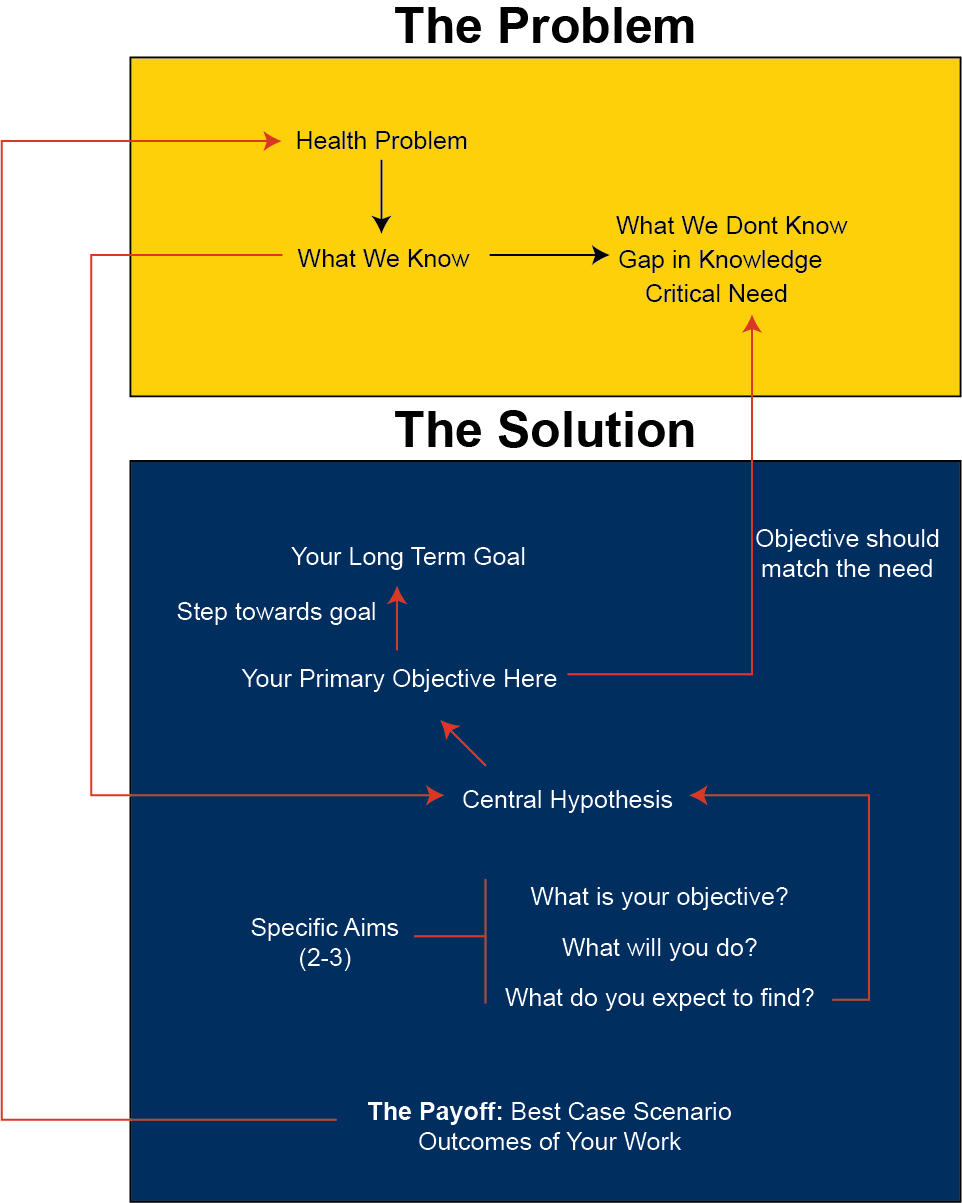 The Problem
Health Problem
What We Know
What We Dont Know
Gap in Knowledge
Critical Need
The Solution
Objective should
match the need
Your Long Term Goal
Step towards goal
Your Primary Objective Here
Central Hypothesis
Specific Aims
(2-3)
What is your objective?
What will you do?
What do you expect to find?
The Payoff: Best Case Scenario
Outcomes of Your Work